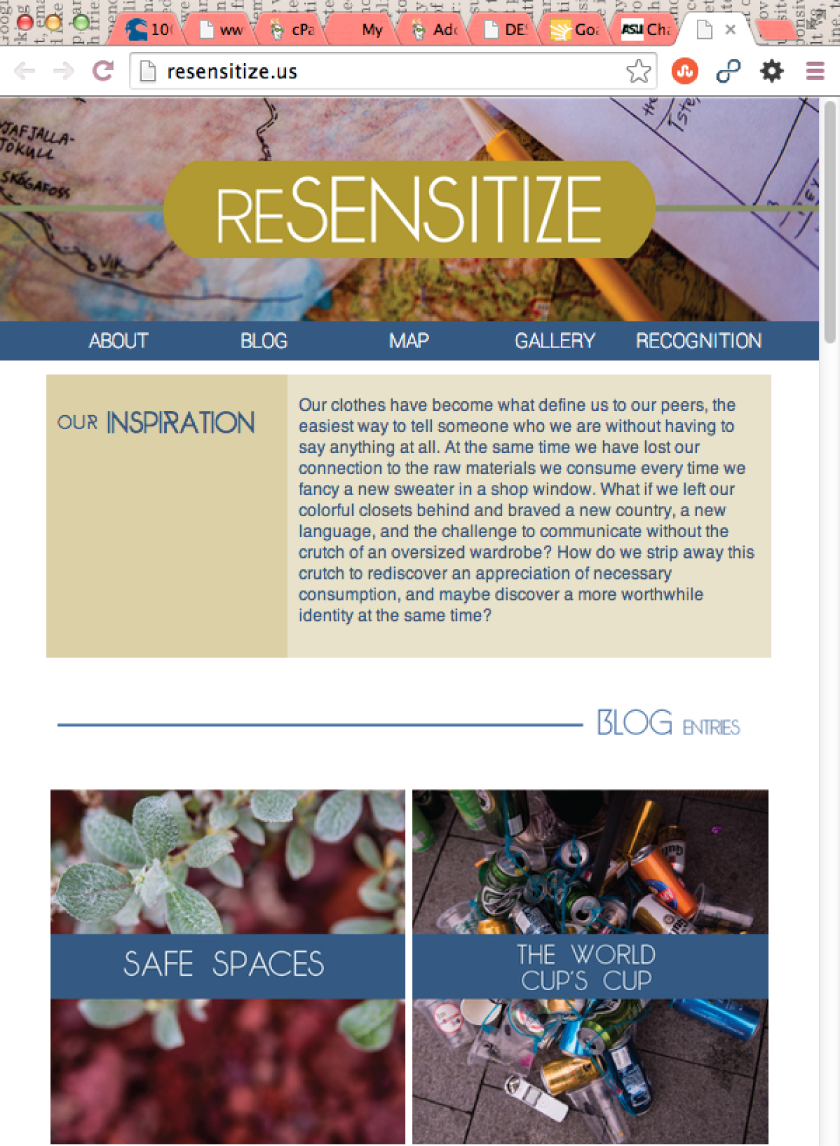 10
ww
cPa
My
Add
DE
Goa
ASU Cha
resensitize.us
YJAFJALLA-
JÖKULL
SKÓGAFOSS
VIK
RESENSITIZE
ABOUT BLOG MAP GALLERY RECOGNITION
OUR INSPIRATION
Our clothes have become what define us to our peers, the
easiest way to tell someone who we are without having to
say anything at all. At the same time we have lost our
connection to the raw materials we consume every time we
fancy a new sweater in a shop window. What if we left our
colorful closets behind and braved a new country, a new
language, and the challenge to communicate without the
crutch of an oversized wardrobe? How do we strip away this
crutch to rediscover an appreciation of necessary
consumption, and maybe discover a more worthwhile
identity at the same time?
BLOG ENTRIES
SAFE SPACES
THE WORLD
CUP'S CUP